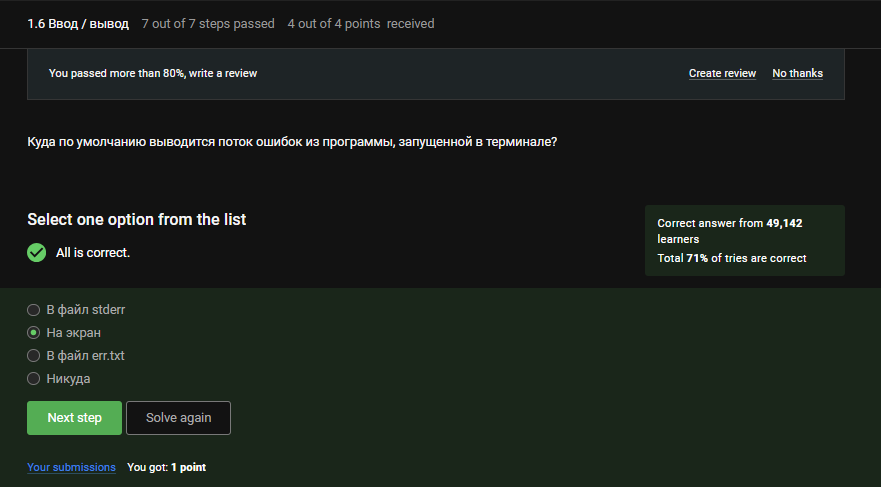 1.6 Ввод / вывод 7 out of 7 steps passed 4 out of 4 points received
You passed more than 80%, write a review Create review No thanks
Куда по умолчанию выводится поток ошибок из программы, запущенной в терминале?
Select one option from the list
All is correct.
Correct answer from 49,142
learners
Total 71% of tries are correct
В файл stderr
На экран
В файл err.txt
Никуда
Next step Solve again
Your submissions You got: 1 point